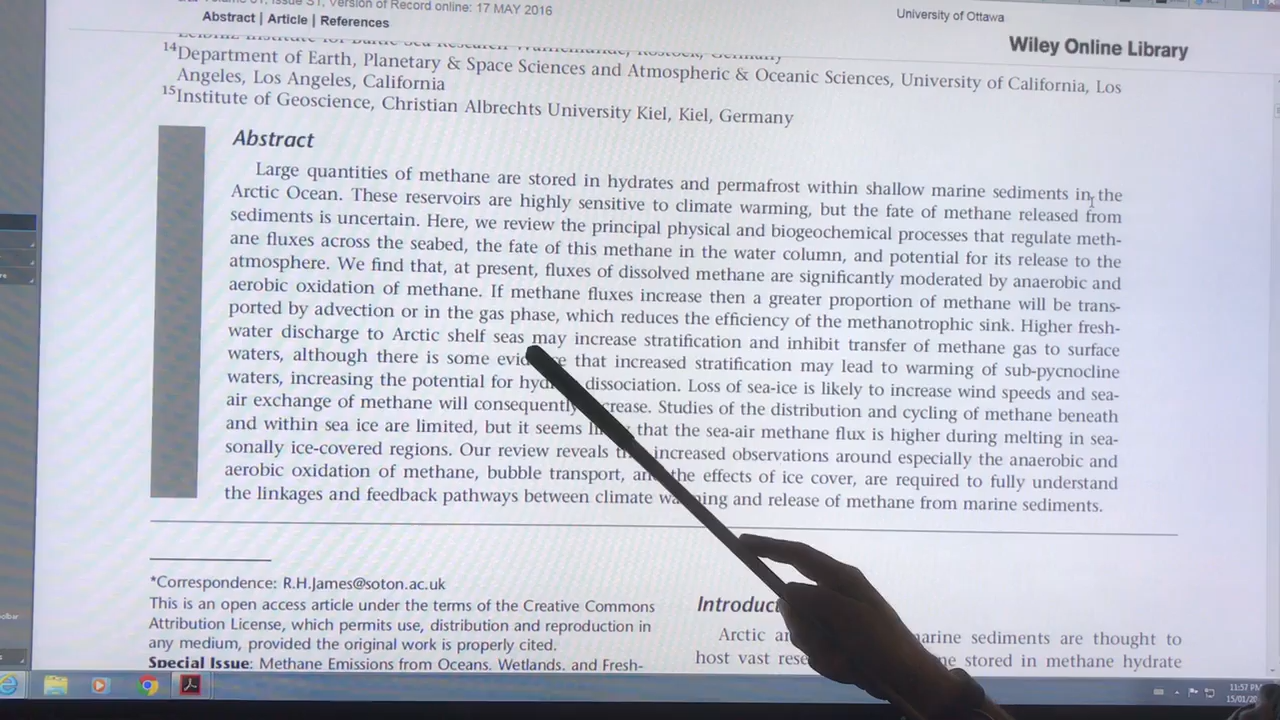 Version of Record online: 17 MAY 2016
Abstract | Article | References
University of Ottawa
Wiley Online Library
14Department of Earth, Planetary & Space Sciences and Atmospheric & Oceanic Sciences, University of California, Los
Angeles, Los Angeles, California
15Institute of Geoscience, Christian Albrechts University Kiel, Kiel, Germany
Abstract
Large quantities of methane are stored in hydrates and permafrost within shallow marine sediments in the
Arctic Ocean. These reservoirs are highly sensitive to climate warming, but the fate of methane released from
sediments is uncertain. Here, we review the principal physical and biogeochemical processes that regulate meth-
ane fluxes across the seabed, the fate of this methane in the water column, and potential for its release to the
atmosphere. We find that, at present, fluxes of dissolved methane are significantly moderated by anaerobic and
aerobic oxidation of methane. If methane fluxes increase then a greater proportion of methane will be trans-
ported by advection or in the gas phase, which reduces the efficiency of the methanotrophic sink. Higher fresh-
water discharge to Arctic shelf seas may increase stratification and inhibit transfer of methane gas to surface
waters, although there is some that increased stratification may lead to warming of sub-pycnocline
waters, increasing the potential for dissociation. Loss of sea-ice is likely to increase wind speeds and sea-
air exchange of methane will consequently. Studies of the distribution and cycling of methane beneath
and within sea ice are limited, but it seems that the sea-air methane flux is higher during melting in sea-
sonally ice-covered regions. Our review reveals increased observations around especially the anaerobic and
aerobic oxidation of methane, bubble transport, and the effects of ice cover, are required to fully understand
the linkages and feedback pathways between climate and release of methane from marine sediments.
*Correspondence: R.H.James@soton.ac.uk
This is an open access article under the terms of the Creative Commons
Attribution License, which permits use, distribution and reproduction in
any medium, provided the original work is properly cited.
Special Issue: Methane Emissions from Oceans, Wetlands, and Fresh-
Arctic marine sediments are thought to
host vast stored in methane hydrate
11:57 PM